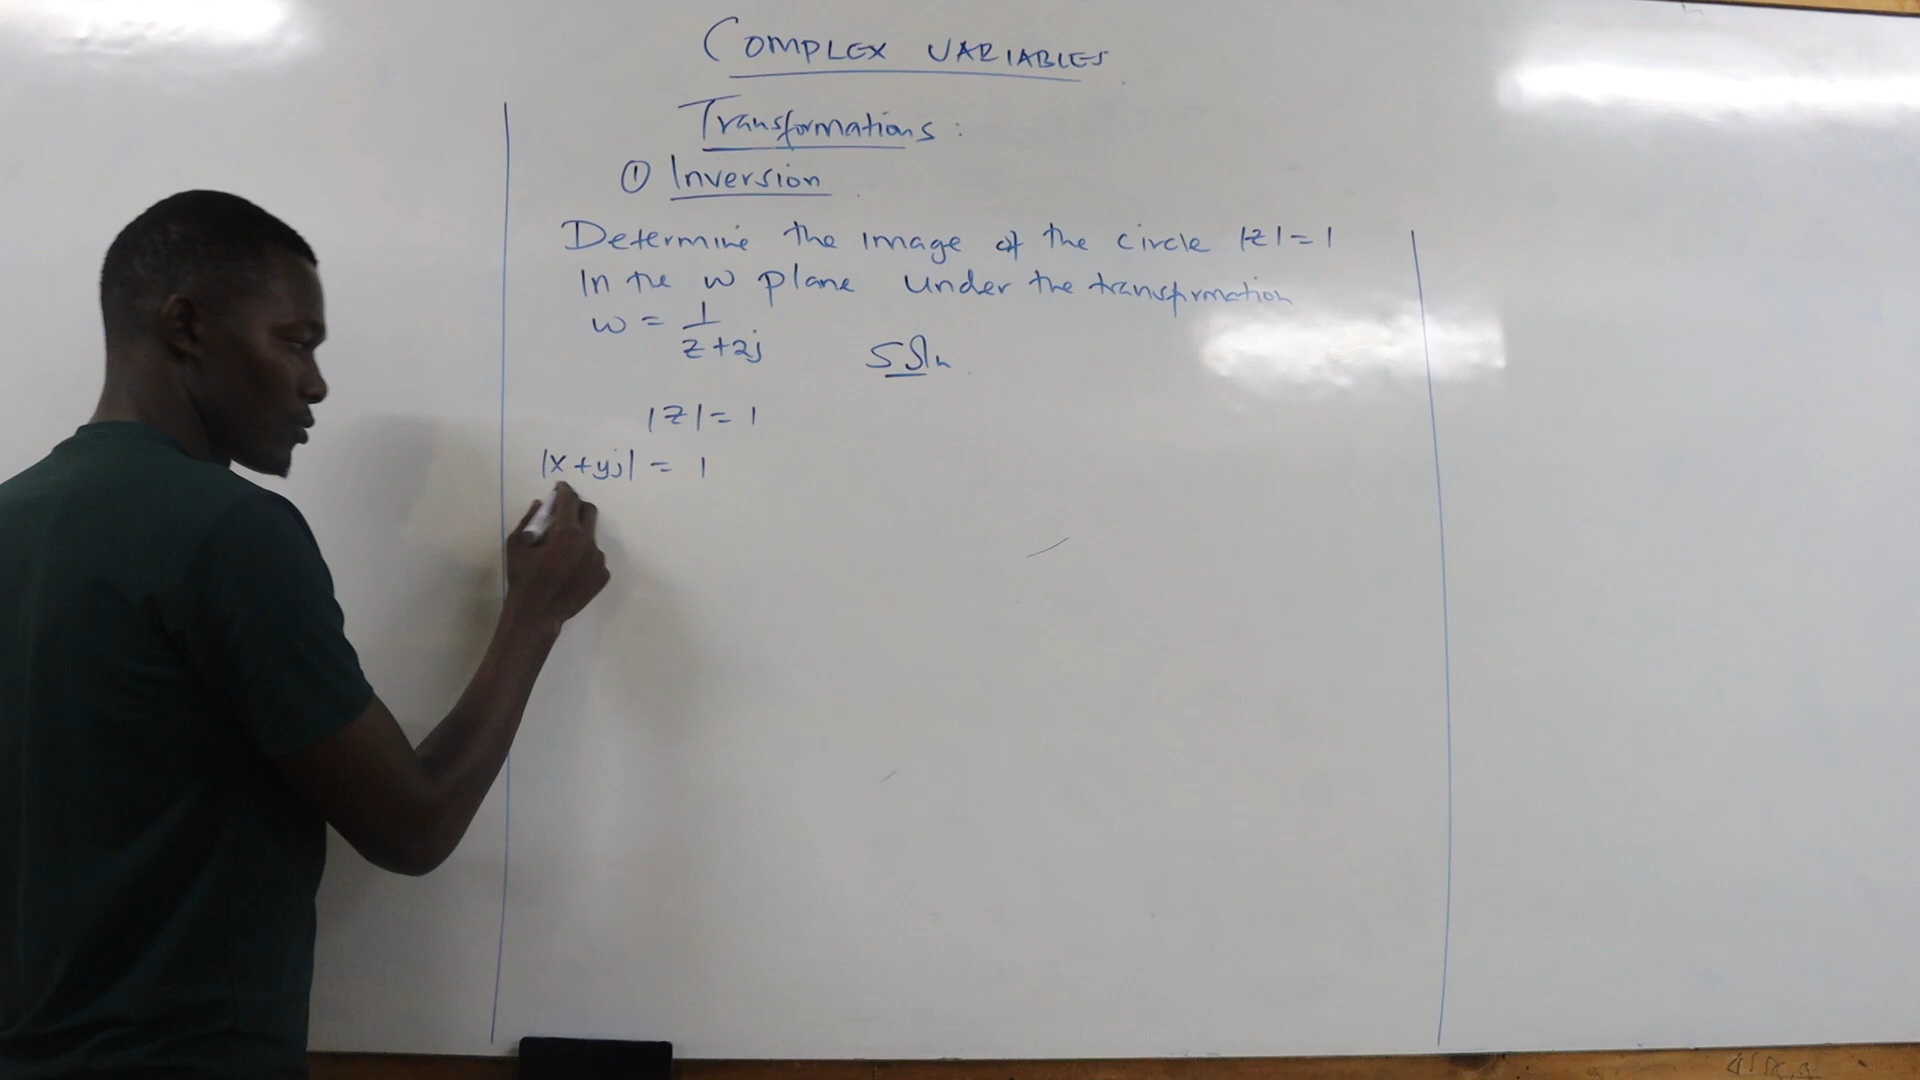 COMPLEX VARIABLES
Transformations:
① Inversion
Determine the image of the circle |z| = 1
In the w plane under the transformation
w = 1/(z+2j)
Soln
|z| = 1
|x+yj| = 1